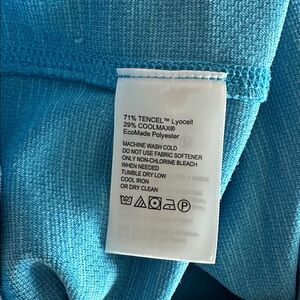 71% TENCEL™ Lyocell
29% COOLMAX®
EcoMade Polyester
MACHINE WASH COLD
DO NOT USE FABRIC SOFTENER
ONLY NON-CHLORINE BLEACH
WHEN NEEDED
TUMBLE DRY LOW
COOL IRON
OR DRY CLEAN
P